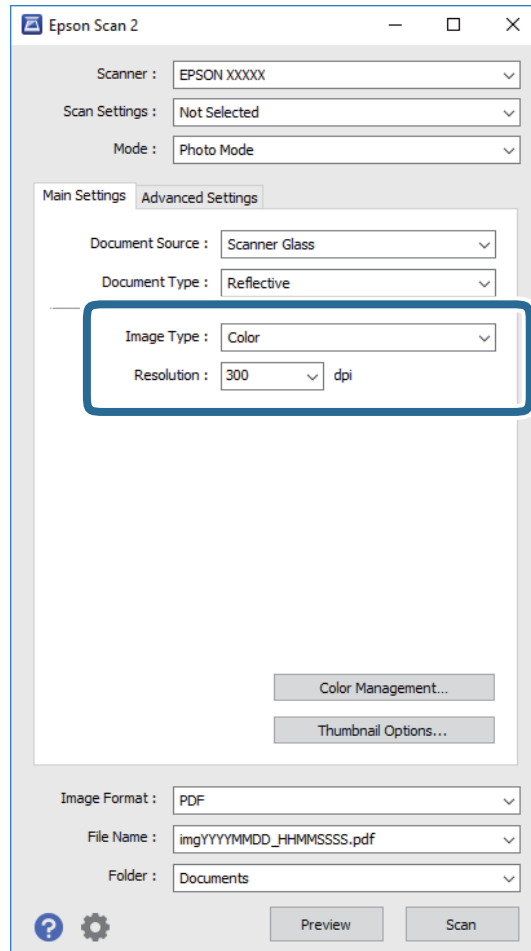 Epson Scan 2
Scanner : EPSON XXXXX
Scan Settings : Not Selected
Mode : Photo Mode
Main Settings Advanced Settings
Document Source : Scanner Glass
Document Type : Reflective
Image Type : Color
Resolution : 300 dpi
Color Management...
Thumbnail Options...
Image Format : PDF
File Name : imgYYYYMMDD_HHMMSSSS.pdf
Folder : Documents
? Preview Scan